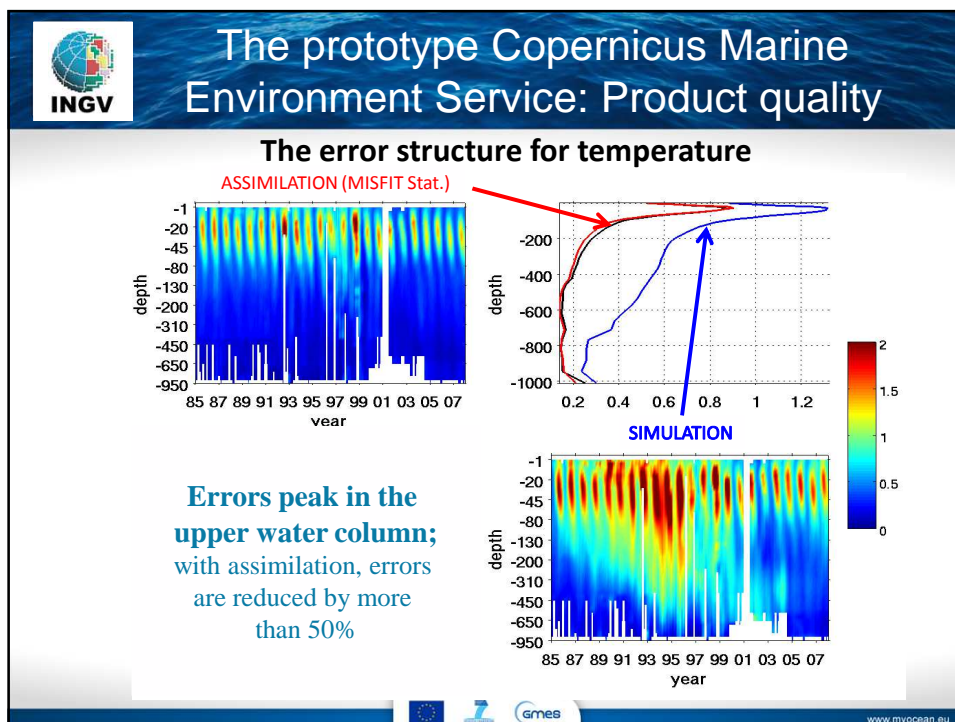 The prototype Copernicus Marine
Environment Service: Product quality
INGV
The error structure for temperature
ASSIMILATION (MISFIT Stat.)
-1
-20
-45
-80
-130
-200
-310
-450
-650
-950
depth
85 87 89 91 93 95 97 99 01 03 05 07
year
-200
-400
-600
-800
-1000
depth
0.2 0.4 0.6 0.8 1 1.2
2
1.5
1
0.5
0
SIMULATION
Errors peak in the
upper water column;
with assimilation, errors
are reduced by more
than 50%
-1
-20
-45
-80
-130
-200
-310
-450
-650
-950
depth
85 87 89 91 93 95 97 99 01 03 05 07
year
GMES
www.myocean.eu